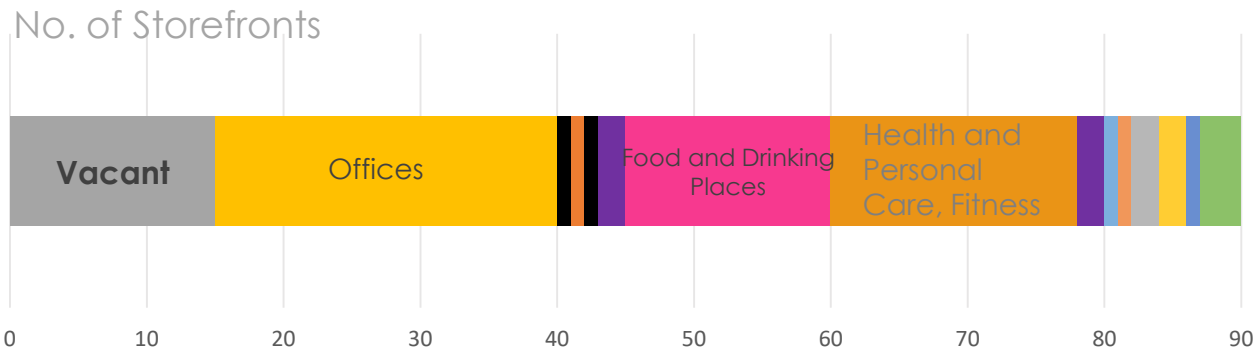 No. of Storefronts
Vacant
Offices
Food and Drinking
Places
Health and
Personal
Care, Fitness
0 10 20 30 40 50 60 70 80 90